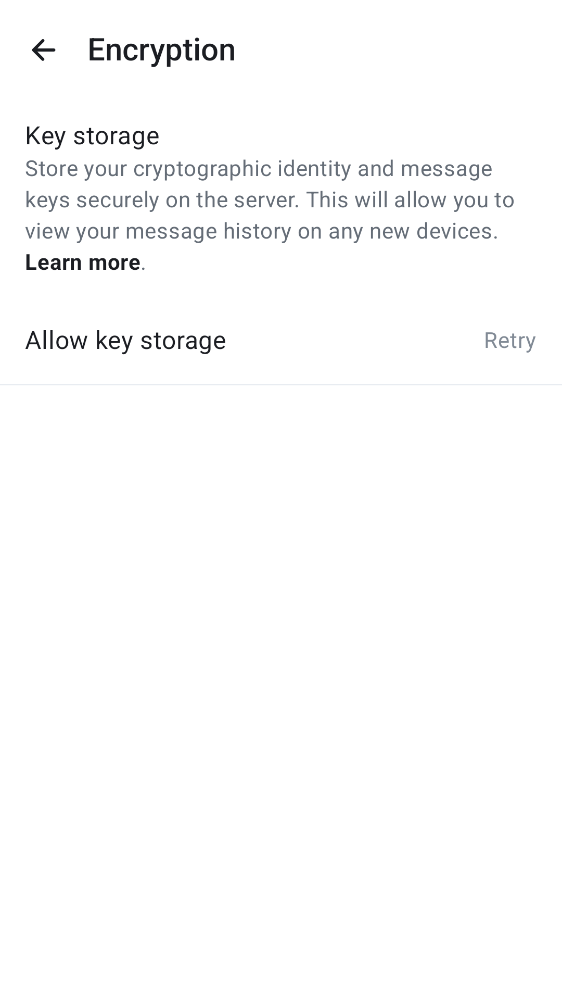 Encryption
Key storage
Store your cryptographic identity and message
keys securely on the server. This will allow you to
view your message history on any new devices.
Learn more.
Allow key storage Retry